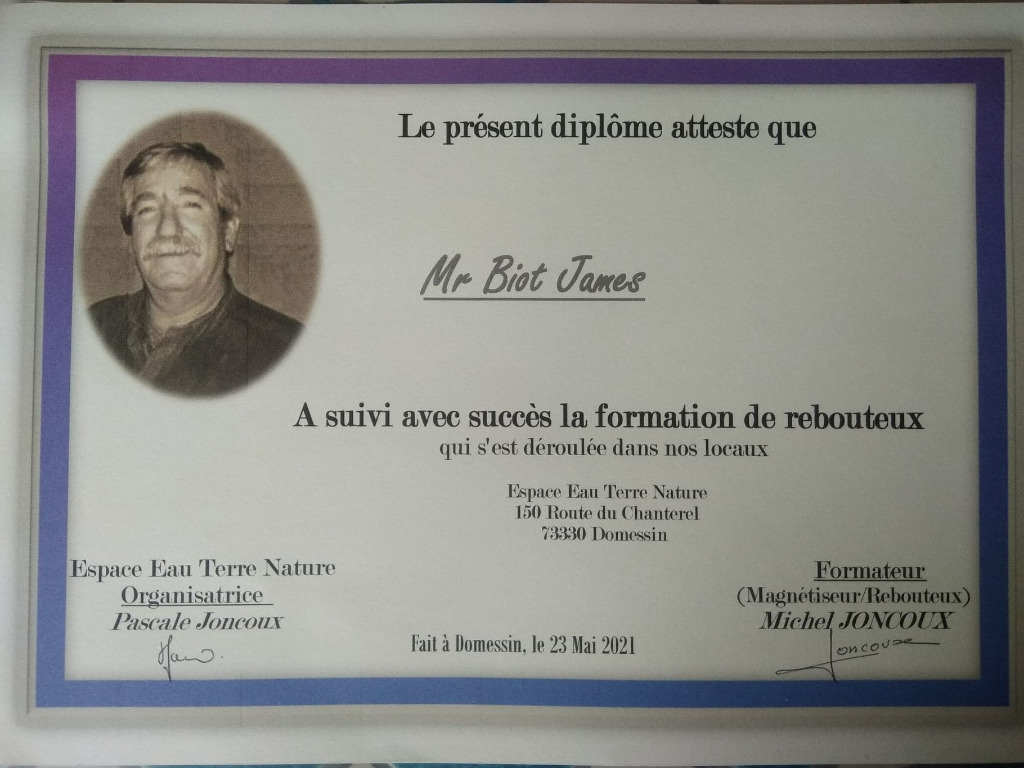 Le présent diplôme atteste que
Mr Biot James
A suivi avec succès la formation de rebouteux
qui s'est déroulée dans nos locaux
Espace Eau Terre Nature
150 Route du Chanterel
73330 Domessin
Espace Eau Terre Nature
Organisatrice
Pascale Joncoux
Formateur
(Magnétiseur/Rebouteux)
Michel JONCOUX
Joncoux
Fait à Domessin, le 23 Mai 2021